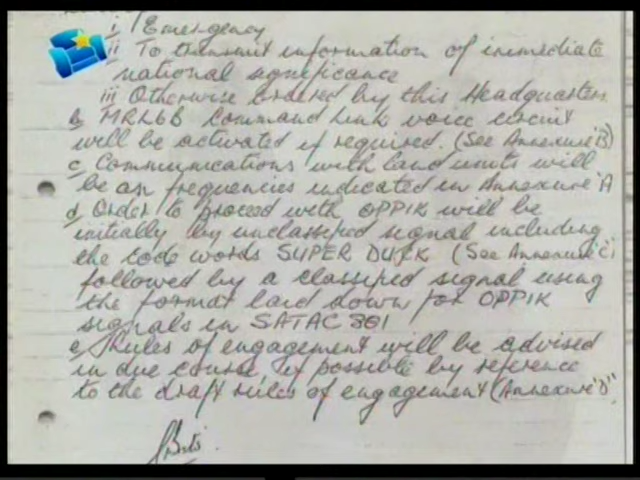 i Emergency
ii To transmit information of immediate
national significance
iii Otherwise ordered by this Headquarters
b MRL6B Command Link voice circuit
will be activated if required. (See Annexure 'B')
c Communications with land units will
be on frequencies indicated in Annexure 'A
d Order to proceed with OPPIK will be
initially by unclassified signal including
the code words SUPER DUCK (See Annexure 'C')
followed by a classified signal using
the format laid down for OPPIK
signals in SATAC 301
e Rules of engagement will be advised
in due course if possible by reference
to the draft rules of engagement (Annexure 'D'